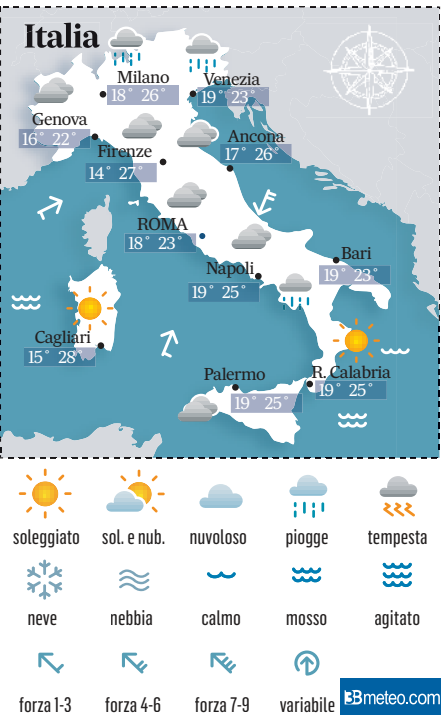 Italia
Milano
18° 26°
Venezia
19° 23°
Genova
16° 22°
Firenze
14° 27°
Ancona
17° 26°
ROMA
18° 23°
Napoli
19° 25°
Bari
19° 23°
Cagliari
15° 28°
Palermo
19° 25°
R. Calabria
19° 25°
soleggiato sol. e nub. nuvoloso piogge tempesta
neve nebbia calmo mosso agitato
forza 1-3 forza 4-6 forza 7-9 variabile
3Bmeteo.com